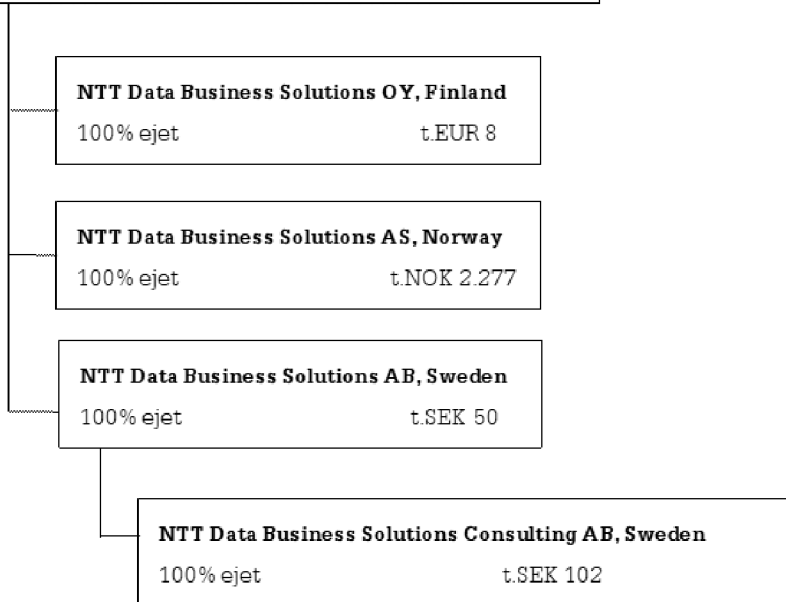 NTT Data Business Solutions OY, Finland
100% ejet t.EUR 8
NTT Data Business Solutions AS, Norway
100% ejet t.NOK 2.277
NTT Data Business Solutions AB, Sweden
100% ejet t.SEK 50
NTT Data Business Solutions Consulting AB, Sweden
100% ejet t.SEK 102